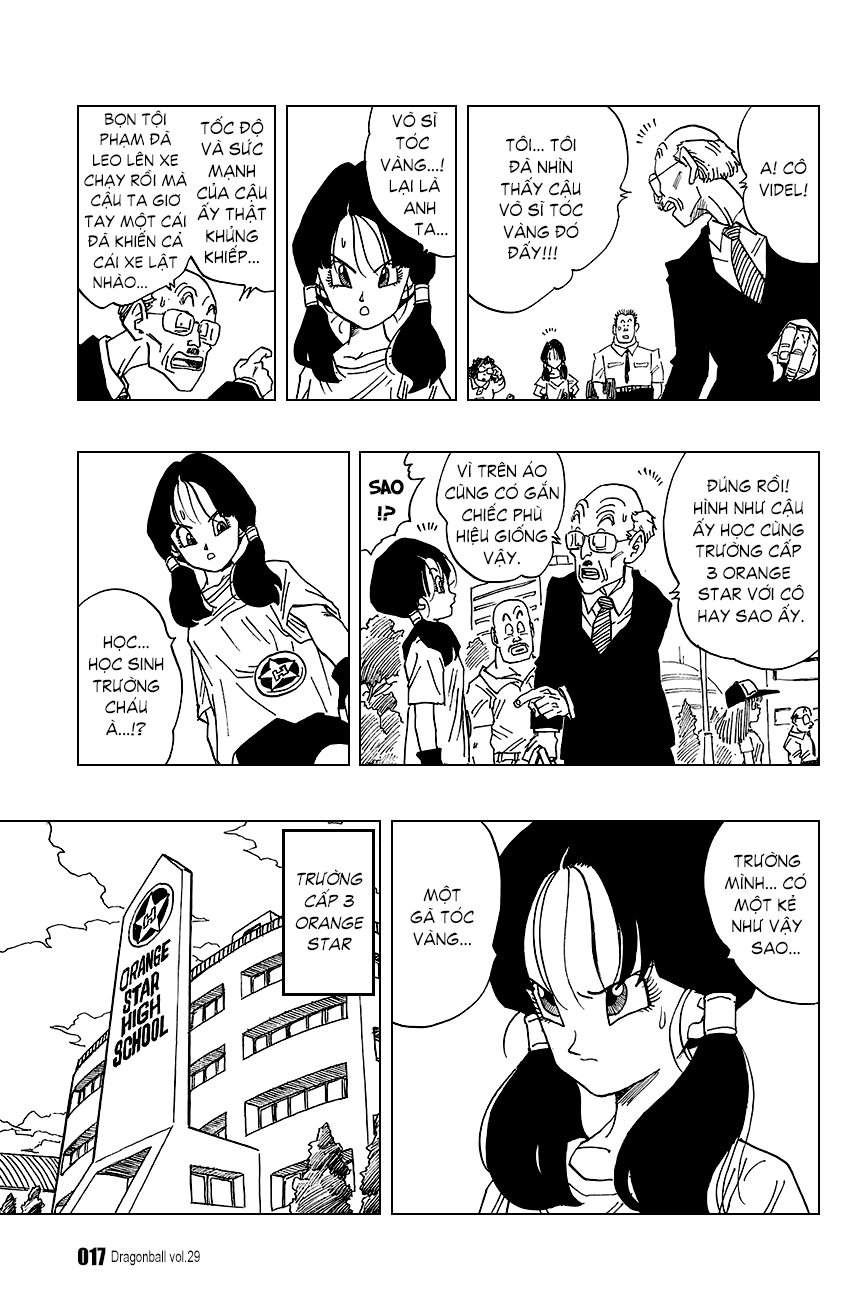 A! CÔ
VIDEL!
TÔI... TÔI
ĐÃ NHÌN
THẤY CẬU
VÕ SĨ TÓC
VÀNG ĐÓ
ĐẤY!!!
VÕ SĨ
TÓC
VÀNG...!
LẠI LÀ
ANH
TA...
TỐC ĐỘ
VÀ SỨC
MẠNH
CỦA CẬU
ẤY THẬT
KHỦNG
KHIẾP...
BỌN TỘI
PHẠM ĐÃ
LEO LÊN XE
CHẠY RỒI MÀ
CẬU TA GIƠ
TAY MỘT CÁI
ĐÃ KHIẾN CẢ
CÁI XE LẬT
NHÀO...
ĐÚNG RỒI!
HÌNH NHƯ CẬU
ẤY HỌC CÙNG
TRƯỜNG CẤP
3 ORANGE
STAR VỚI CÔ
HAY SAO ẤY.
VÌ TRÊN ÁO
CŨNG CÓ GẮN
CHIẾC PHÙ
HIỆU GIỐNG
VẬY.
SAO
!?
HỌC...
HỌC SINH
TRƯỜNG
CHÁU
À...!?
TRƯỜNG
MÌNH... CÓ
MỘT KẺ
NHƯ VẬY
SAO...
MỘT
GÃ TÓC
VÀNG...
TRƯỜNG
CẤP 3
ORANGE
STAR
ORANGE
STAR
HIGH
SCHOOL
017 Dragonball vol.29